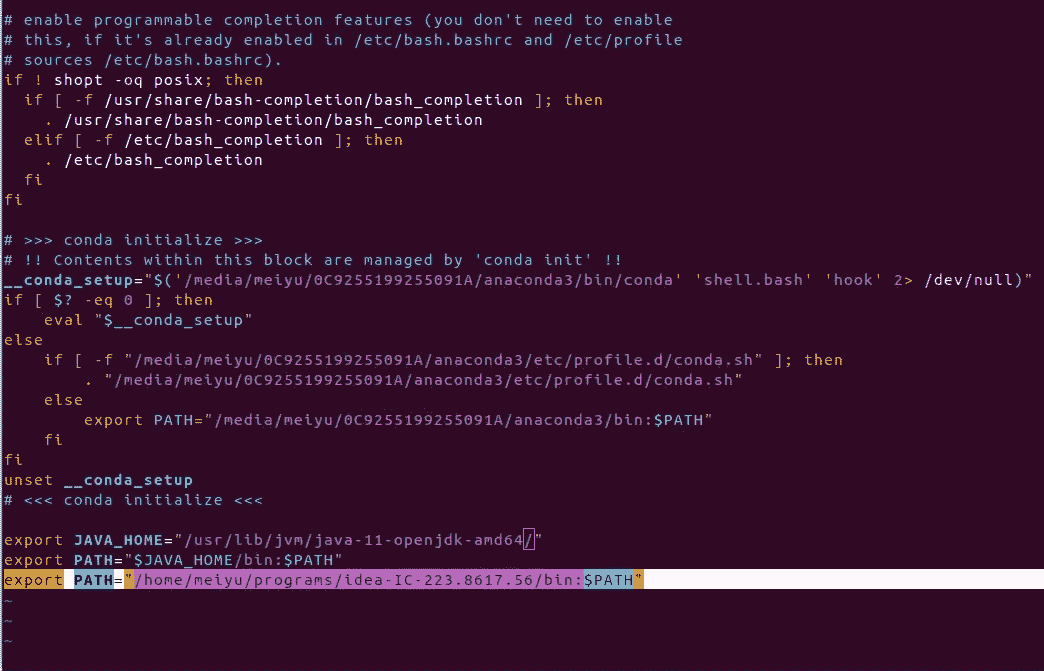 # enable programmable completion features (you don't need to enable
# this, if it's already enabled in /etc/bash.bashrc and /etc/profile
# sources /etc/bash.bashrc).
if ! shopt -oq posix; then
  if [ -f /usr/share/bash-completion/bash_completion ]; then
    . /usr/share/bash-completion/bash_completion
  elif [ -f /etc/bash_completion ]; then
    . /etc/bash_completion
  fi
fi

# >>> conda initialize >>>
# !! Contents within this block are managed by 'conda init' !!
__conda_setup="$('/media/meiyu/0C9255199255091A/anaconda3/bin/conda' 'shell.bash' 'hook' 2> /dev/null)"
if [ $? -eq 0 ]; then
    eval "$__conda_setup"
else
    if [ -f "/media/meiyu/0C9255199255091A/anaconda3/etc/profile.d/conda.sh" ]; then
        . "/media/meiyu/0C9255199255091A/anaconda3/etc/profile.d/conda.sh"
    else
        export PATH="/media/meiyu/0C9255199255091A/anaconda3/bin:$PATH"
    fi
fi
unset __conda_setup
# <<< conda initialize <<<

export JAVA_HOME="/usr/lib/jvm/java-11-openjdk-amd64/"
export PATH="$JAVA_HOME/bin:$PATH"
export PATH="/home/meiyu/programs/idea-IC-223.8617.56/bin:$PATH"
~
~
~